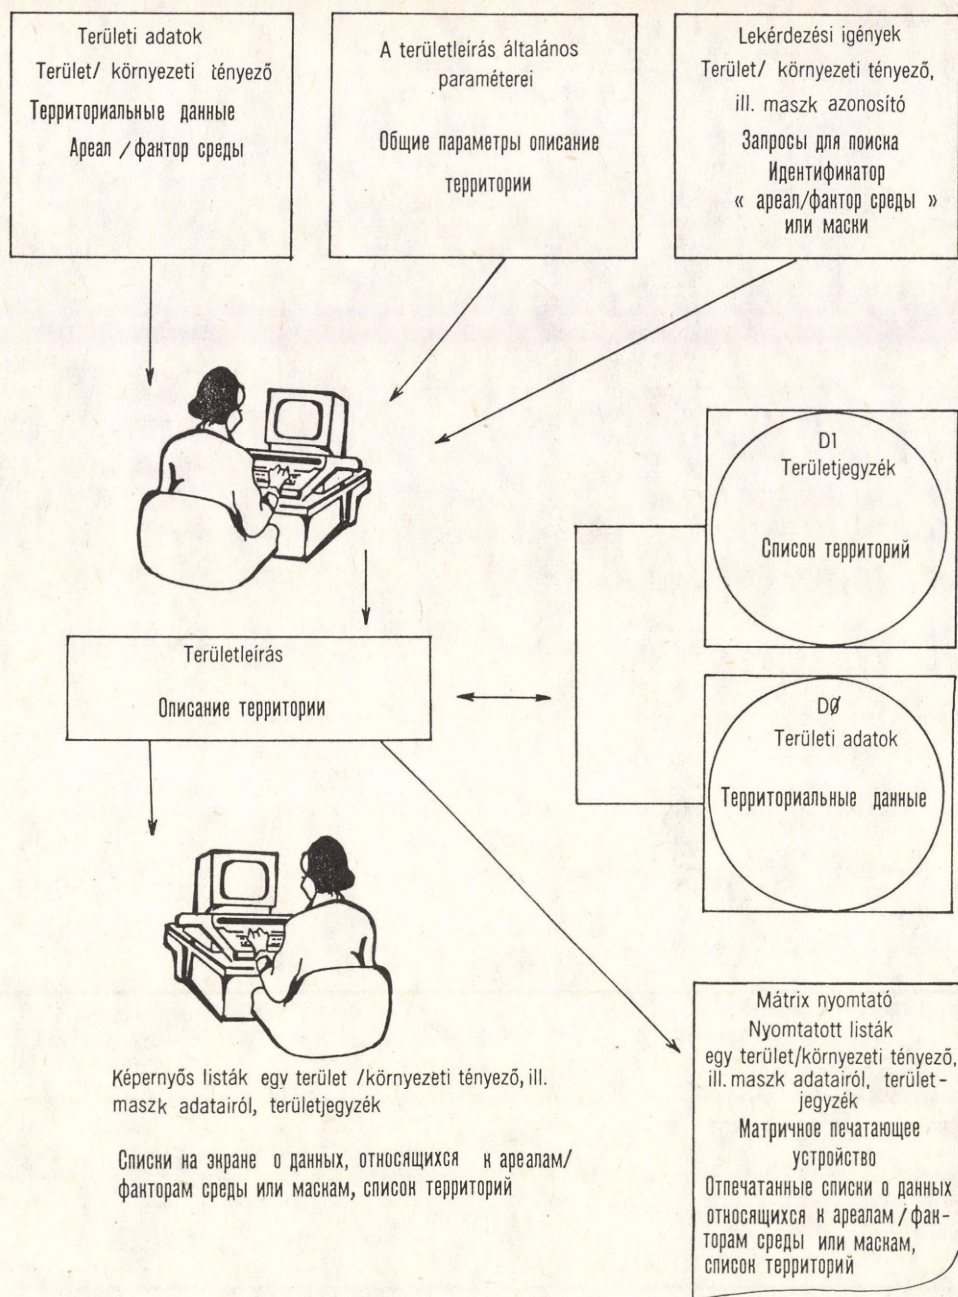 Területi adatok
Terület/ környezeti tényező
Территориальные данные
Ареал / фактор среды
A területleírás általános
paraméterei
Общие параметры описание
территории
Lekérdezési igények
Terület/ környezeti tényező,
ill. maszk azonosító
Запросы для поиска
Идентификатор
« ареал/фактор среды »
или маски
D1
Területjegyzék
Список территорий
Területleírás
Описание территории
DØ
Területi adatok
Территориальные данные
Képernyős listák egy terület /környezeti tényező, ill.
maszk adatairól, területjegyzék
Списки на экране о данных, относящихся к ареалам/
факторам среды или маскам, список территорий
Mátrix nyomtató
Nyomtatott listák
egy terület/környezeti tényező,
ill. maszk adatairól, terület-
jegyzék
Матричное печатающее
устройство
Отпечатанные списки о данных
относящихся к ареалам / фак-
торам среды или маскам,
список территорий